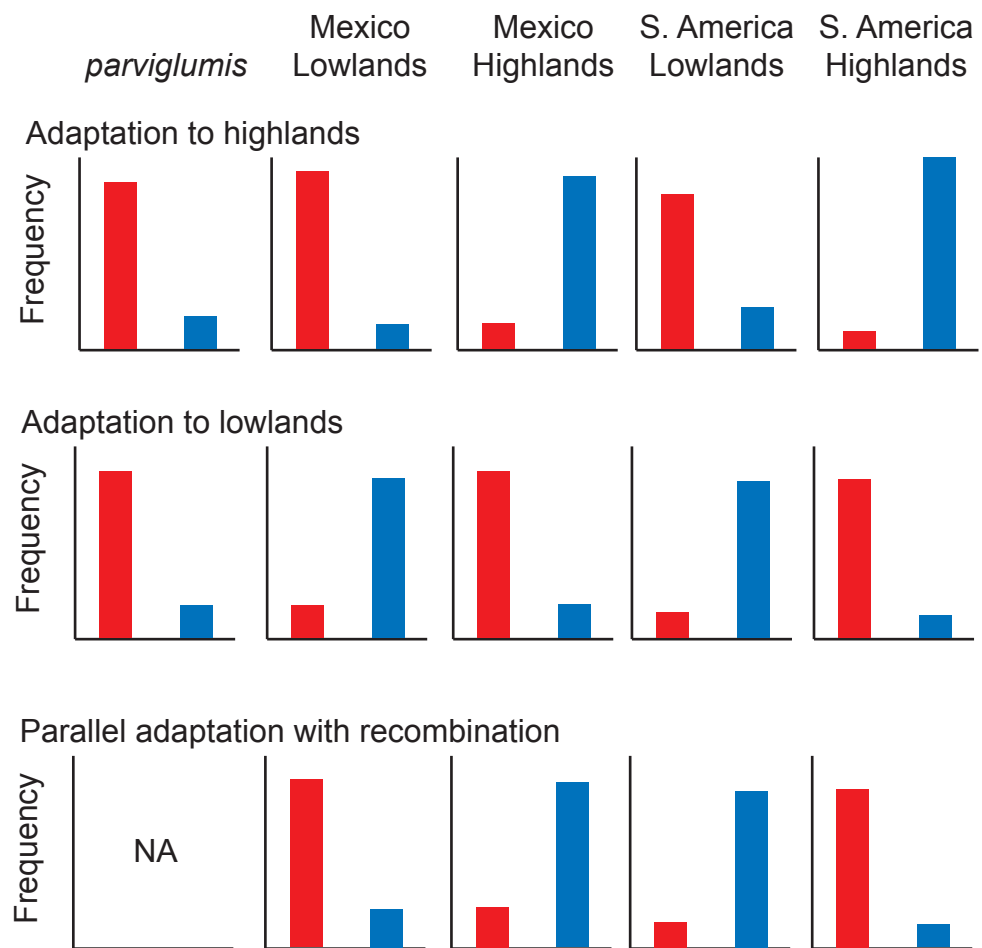 parviglumis
Mexico
Lowlands
Mexico
Highlands
S. America
Lowlands
S. America
Highlands
Adaptation to highlands
Frequency
Adaptation to lowlands
Frequency
Parallel adaptation with recombination
Frequency
NA